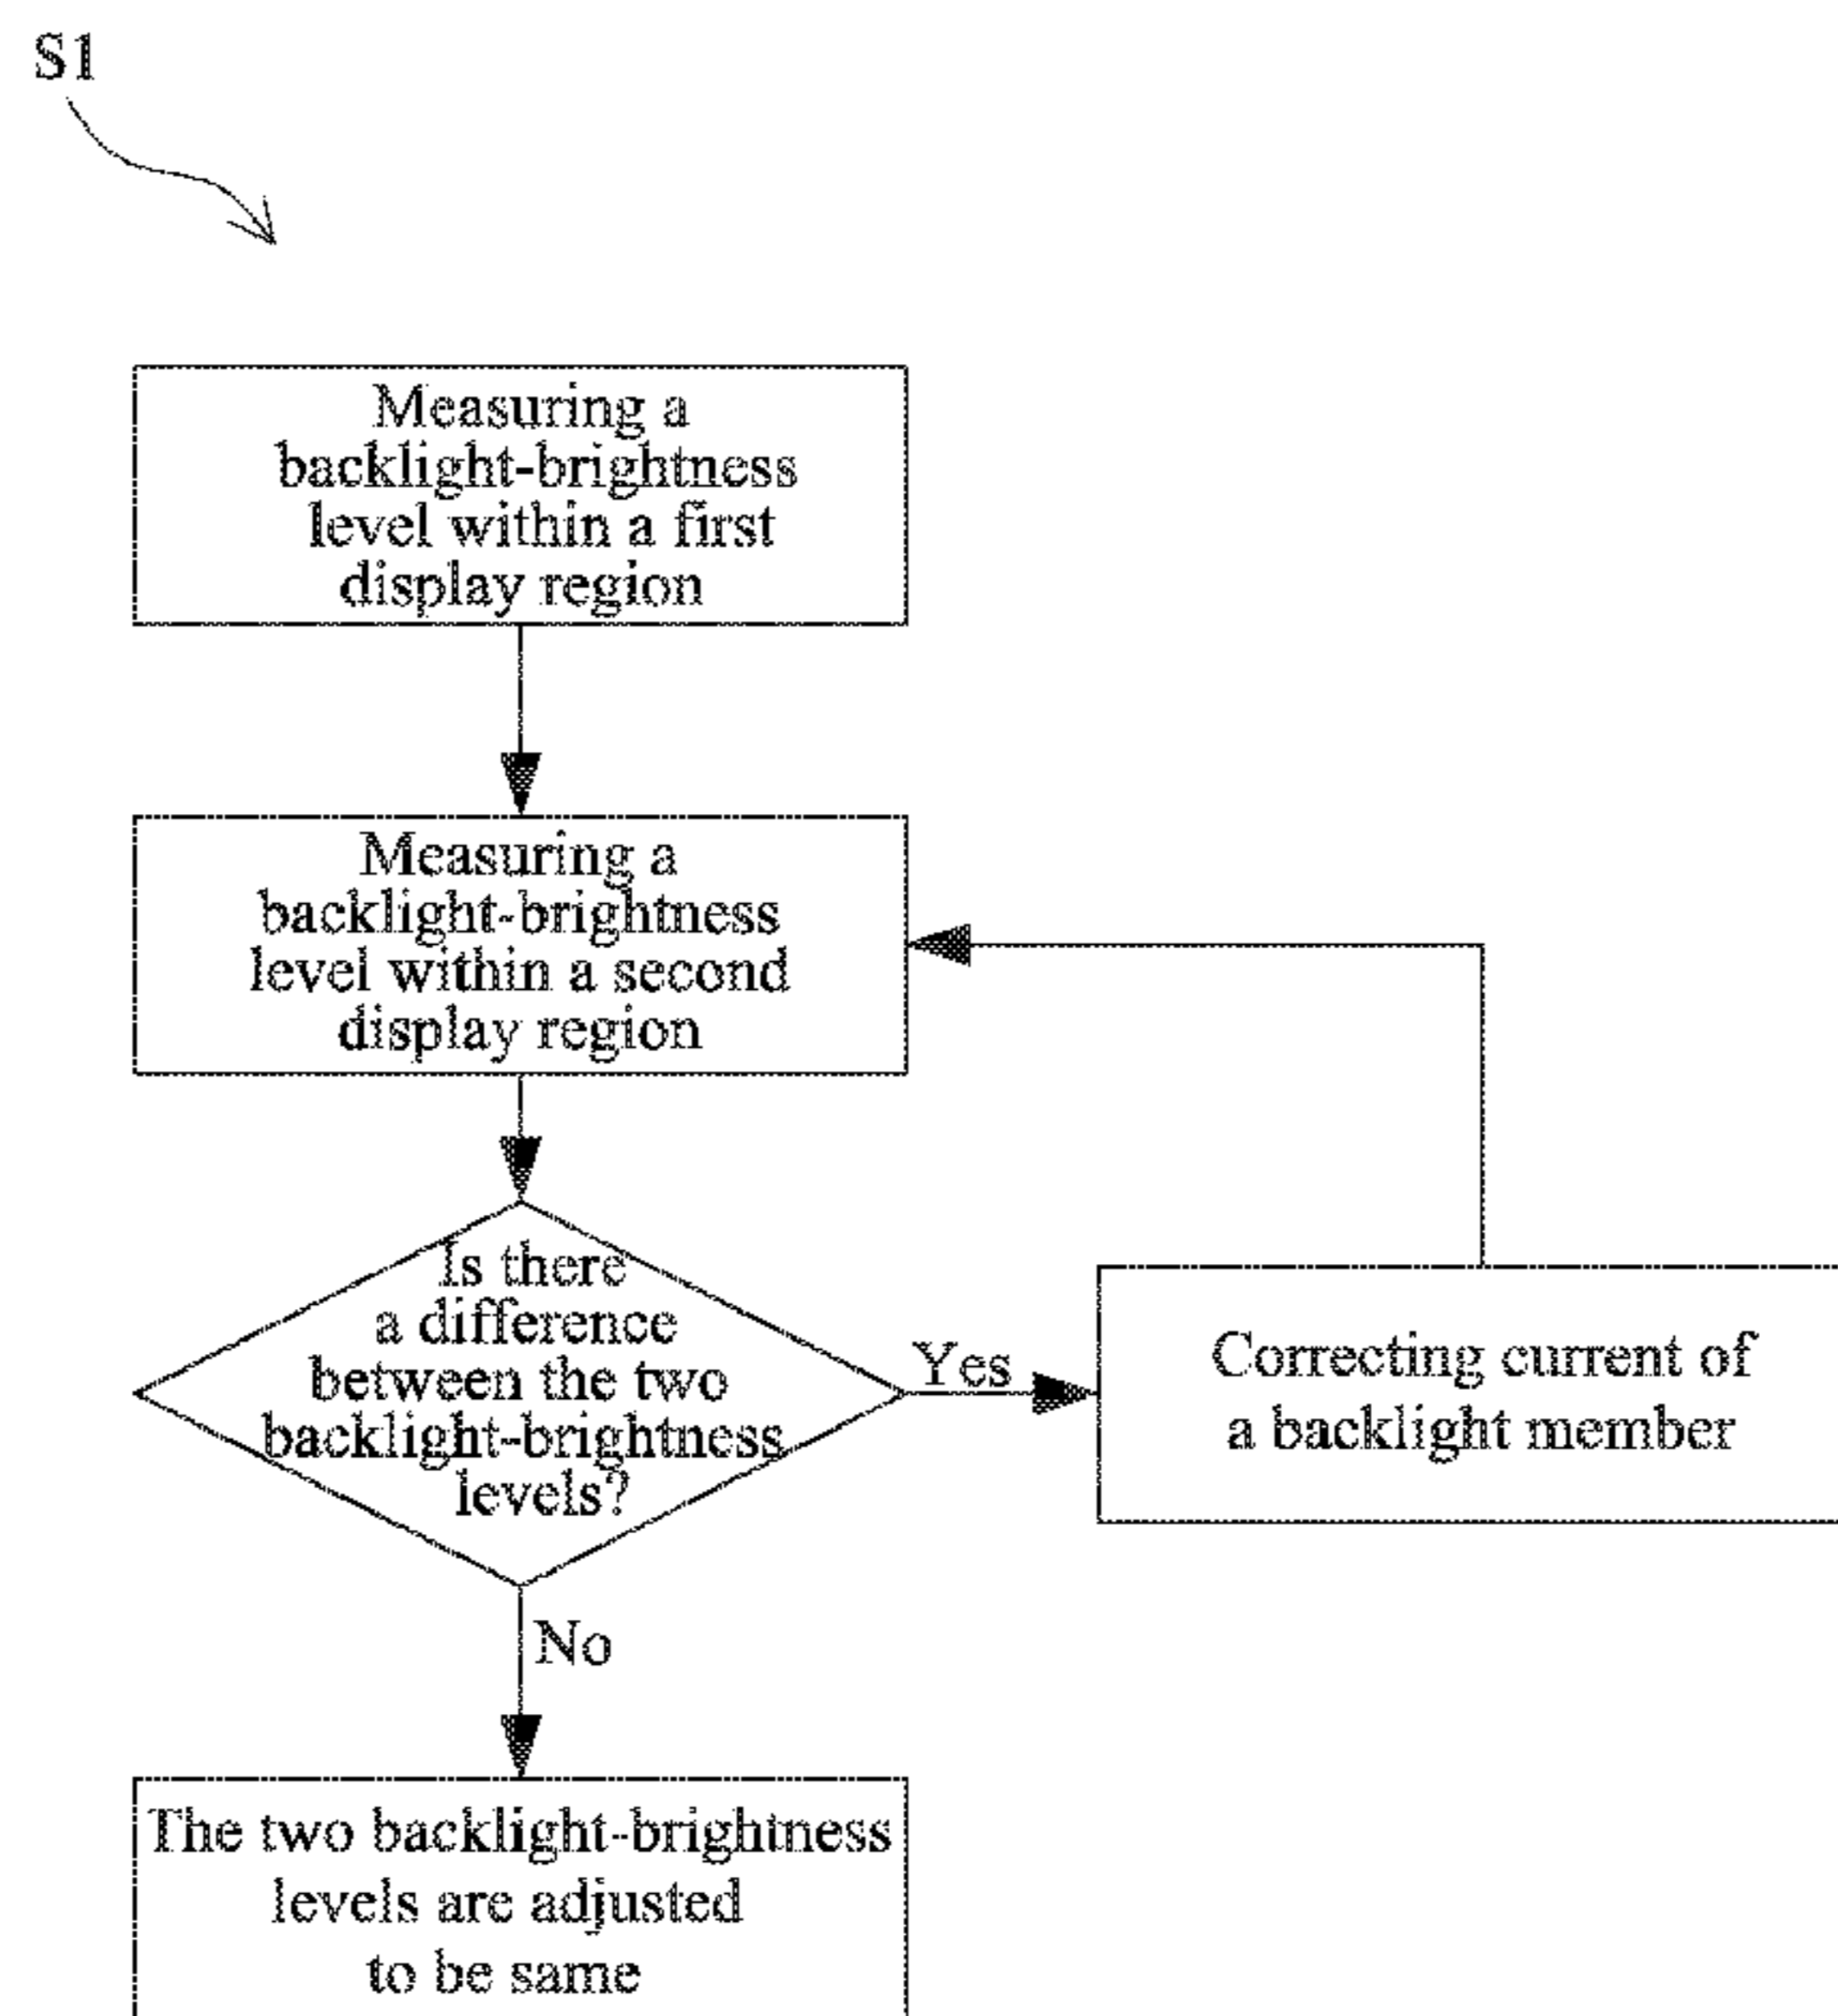 S1
Measuring a
backlight-brightness
level within a first
display region
Measuring a
backlight-brightness
level within a second
display region
Is there
a difference
between the two
backlight-brightness
levels?
Yes
Correcting current of
a backlight member
No
The two backlight-brightness
levels are adjusted
to be same